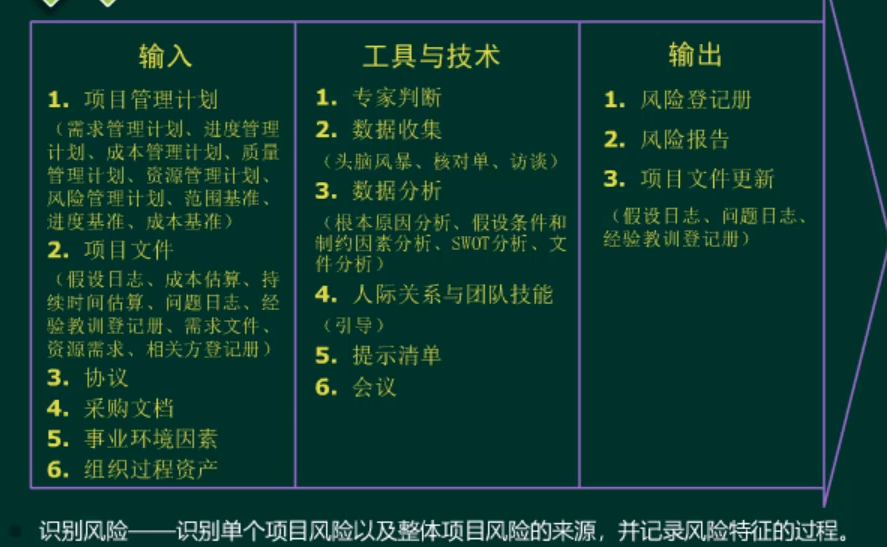 输入
1. 项目管理计划
（需求管理计划、进度管理
计划、成本管理计划、质量
管理计划、资源管理计划、
风险管理计划、范围基准、
进度基准、成本基准）
2. 项目文件
（假设日志、成本估算、持
续时间估算、问题日志、经
验教训登记册、需求文件、
资源需求、相关方登记册）
3. 协议
4. 采购文档
5. 事业环境因素
6. 组织过程资产
工具与技术
1. 专家判断
2. 数据收集
（头脑风暴、核对单、访谈）
3. 数据分析
（根本原因分析、假设条件和
制约因素分析、SWOT分析、文
件分析）
4. 人际关系与团队技能
（引导）
5. 提示清单
6. 会议
输出
1. 风险登记册
2. 风险报告
3. 项目文件更新
（假设日志、问题日志、
经验教训登记册）
识别风险——识别单个项目风险以及整体项目风险的来源，并记录风险特征的过程。